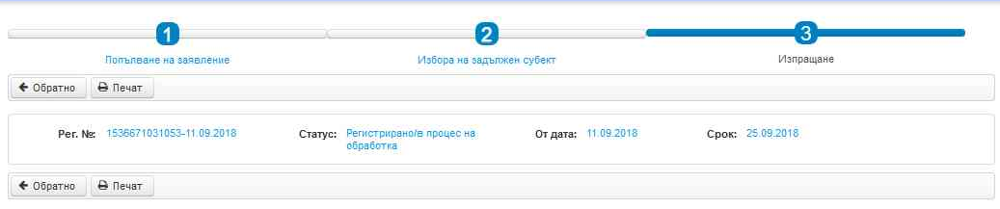 1 2 3
Попълване на заявление Избора на задължен субект Изпращане
Обратно Печат
Рег. №: 1536671031053-11.09.2018 Статус: Регистрирано/в процес на От дата: 11.09.2018 Срок: 25.09.2018
обработка
Обратно Печат